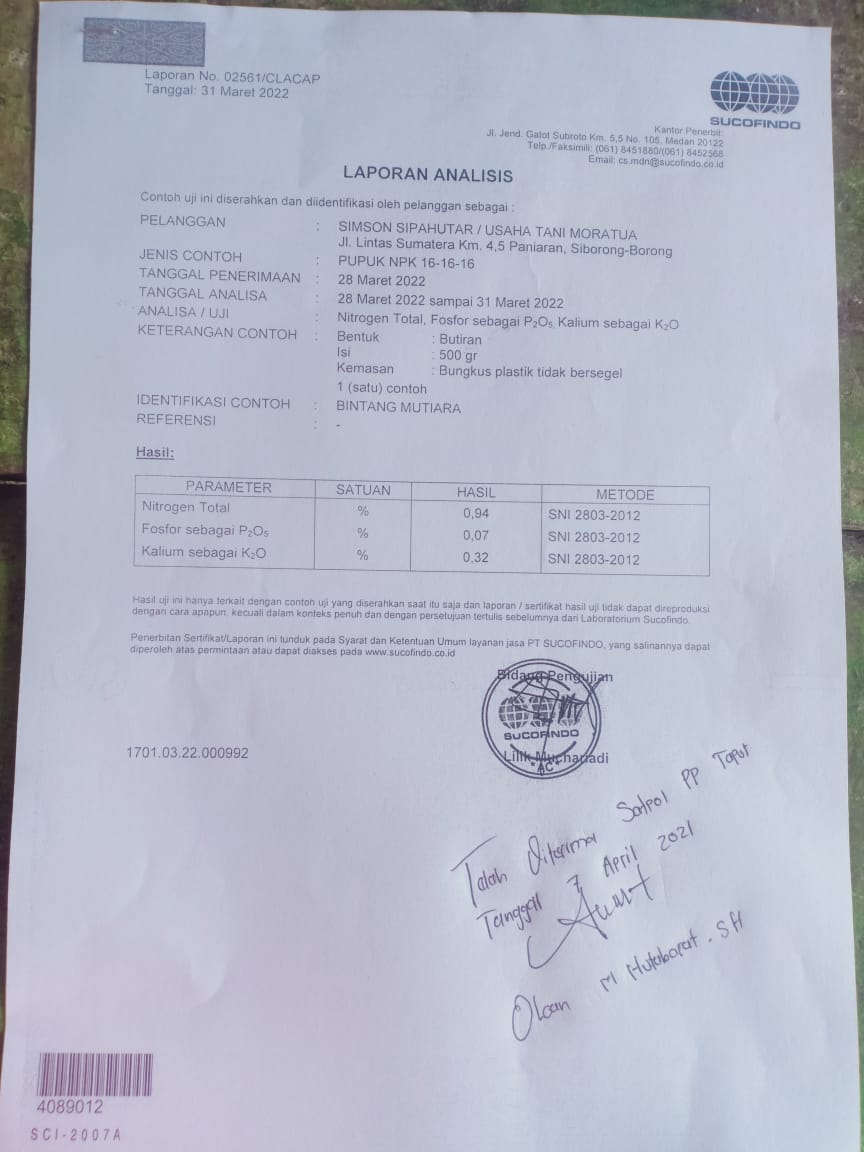 Laporan No. 02561/CLACAP
Tanggal: 31 Maret 2022
SUCOFINDO
Kantor Penerbit:
Jl. Jend. Gatot Subroto Km. 5,5 No. 105, Medan 20122
Telp./Faksimili: (061) 8451880/(061) 8452568
Email: cs.mdn@sucofindo.co.id
LAPORAN ANALISIS
Contoh uji ini diserahkan dan diidentifikasi oleh pelanggan sebagai :
PELANGGAN : SIMSON SIPAHUTAR / USAHA TANI MORATUA
Jl. Lintas Sumatera Km. 4,5 Paniaran, Siborong-Borong
JENIS CONTOH : PUPUK NPK 16-16-16
TANGGAL PENERIMAAN : 28 Maret 2022
TANGGAL ANALISA : 28 Maret 2022 sampai 31 Maret 2022
ANALISA / UJI : Nitrogen Total, Fosfor sebagai P₂O₅, Kalium sebagai K₂O
KETERANGAN CONTOH : Bentuk : Butiran
Isi : 500 gr
Kemasan : Bungkus plastik tidak bersegel
1 (satu) contoh
IDENTIFIKASI CONTOH : BINTANG MUTIARA
REFERENSI : -
Hasil:
PARAMETER SATUAN HASIL METODE
Nitrogen Total % 0,94 SNI 2803-2012
Fosfor sebagai P₂O₅ % 0,07 SNI 2803-2012
Kalium sebagai K₂O % 0,32 SNI 2803-2012
Hasil uji ini hanya terkait dengan contoh uji yang diserahkan saat itu saja dan laporan / sertifikat hasil uji tidak dapat direproduksi
dengan cara apapun, kecuali dalam konteks penuh dan dengan persetujuan tertulis sebelumnya dari Laboratorium Sucofindo.
Penerbitan Sertifikat/Laporan ini tunduk pada Syarat dan Ketentuan Umum layanan jasa PT SUCOFINDO, yang salinannya dapat
diperoleh atas permintaan atau dapat diakses pada www.sucofindo.co.id
Bidang Pengujian
SUCOFINDO
Lilik Mucharjadi
AC
1701.03.22.000992
Telah diterima Satpol PP Taput
Tanggal 7 April 2021
Oloan M Hutabarat. SH
4089012
SCI-2007A